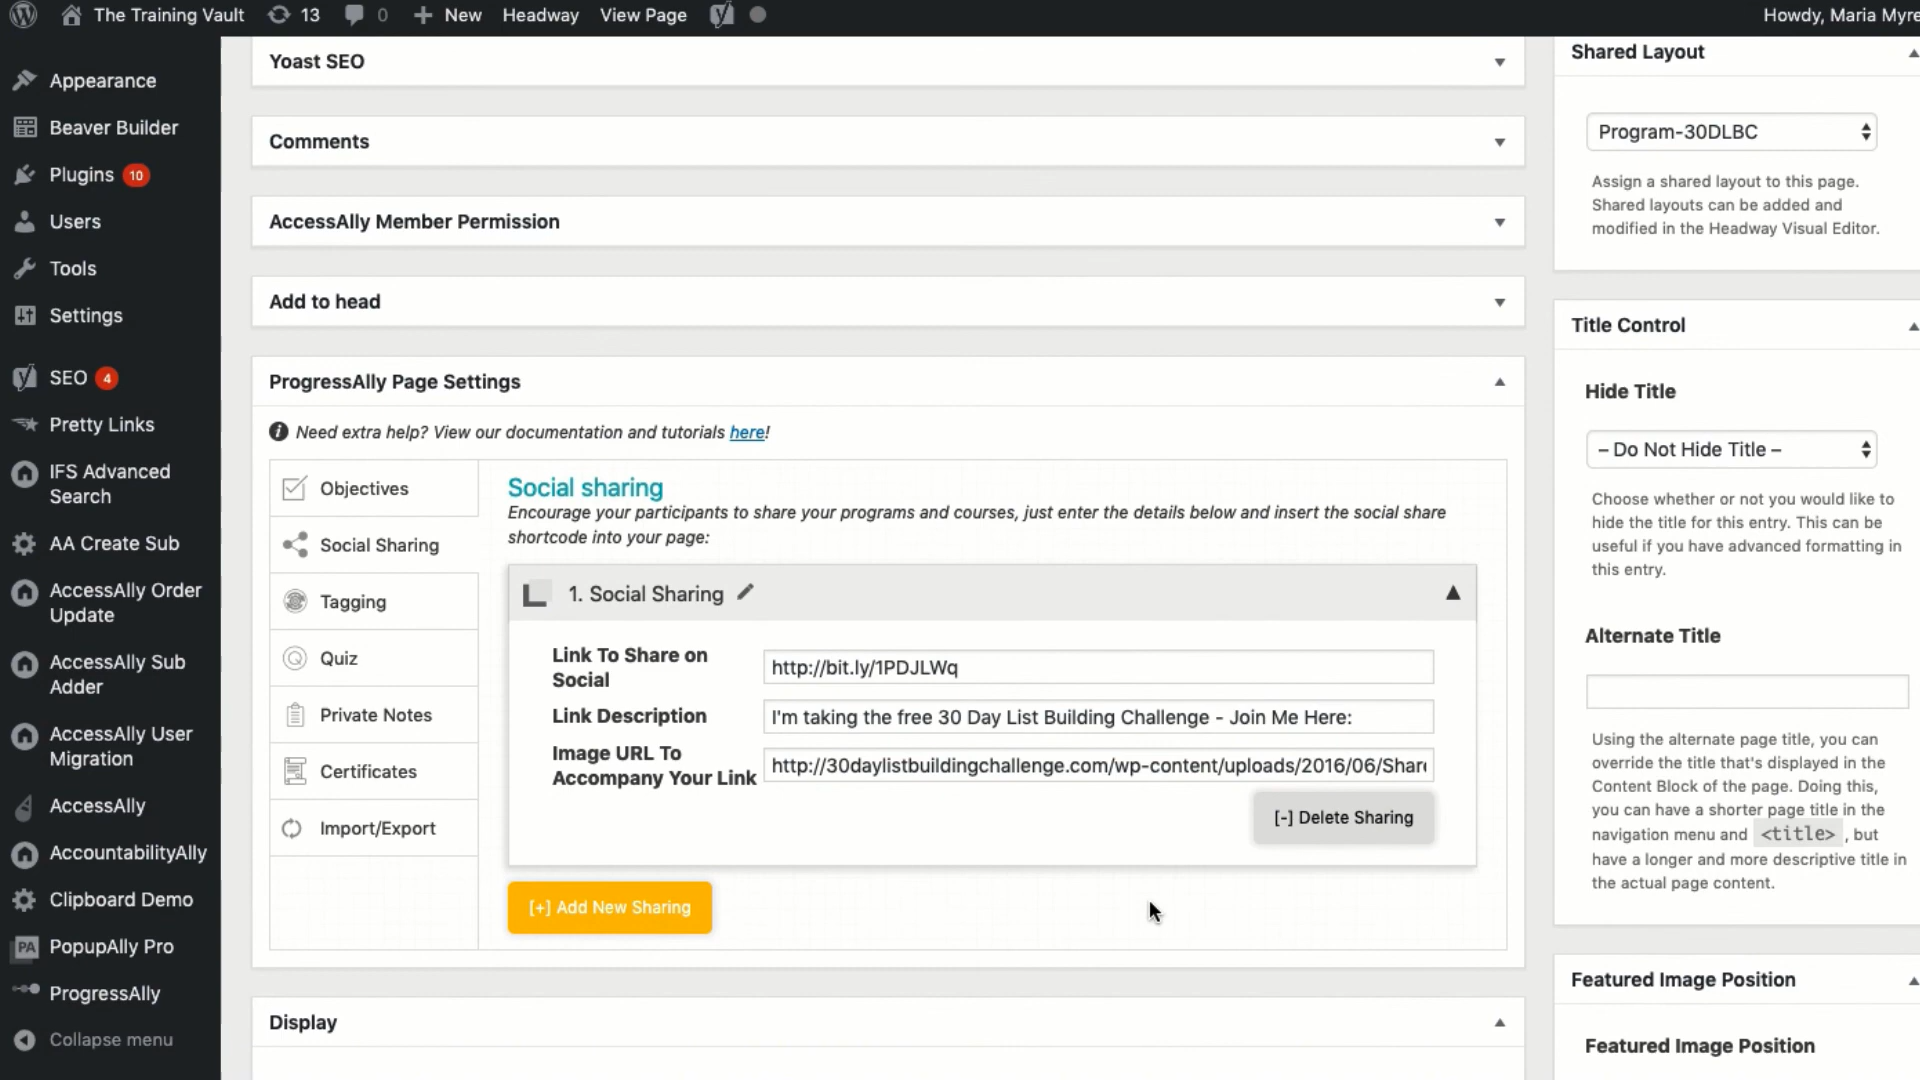 The Training Vault 13 0 New Headway View Page Howdy, Maria Myre
Appearance
Beaver Builder
Plugins 10
Users
Tools
Settings
SEO 4
Pretty Links
IFS Advanced
Search
AA Create Sub
AccessAlly Order
Update
AccessAlly Sub
Adder
AccessAlly User
Migration
AccessAlly
AccountabilityAlly
Clipboard Demo
PA PopupAlly Pro
ProgressAlly
Collapse menu
Yoast SEO
Comments
AccessAlly Member Permission
Add to head
ProgressAlly Page Settings
Need extra help? View our documentation and tutorials here!
Objectives
Social Sharing
Tagging
Quiz
Private Notes
Certificates
Import/Export
Social sharing
Encourage your participants to share your programs and courses, just enter the details below and insert the social share
shortcode into your page:
1. Social Sharing
Link To Share on
Social
http://bit.ly/1PDJLWq
Link Description
I'm taking the free 30 Day List Building Challenge - Join Me Here:
Image URL To
Accompany Your Link
http://30daylistbuildingchallenge.com/wp-content/uploads/2016/06/Share
[-] Delete Sharing
[+] Add New Sharing
Display
Shared Layout
Program-30DLBC
Assign a shared layout to this page.
Shared layouts can be added and
modified in the Headway Visual Editor.
Title Control
Hide Title
– Do Not Hide Title –
Choose whether or not you would like to
hide the title for this entry. This can be
useful if you have advanced formatting in
this entry.
Alternate Title
Using the alternate page title, you can
override the title that's displayed in the
Content Block of the page. Doing this,
you can have a shorter page title in the
navigation menu and <title> , but
have a longer and more descriptive title in
the actual page content.
Featured Image Position
Featured Image Position